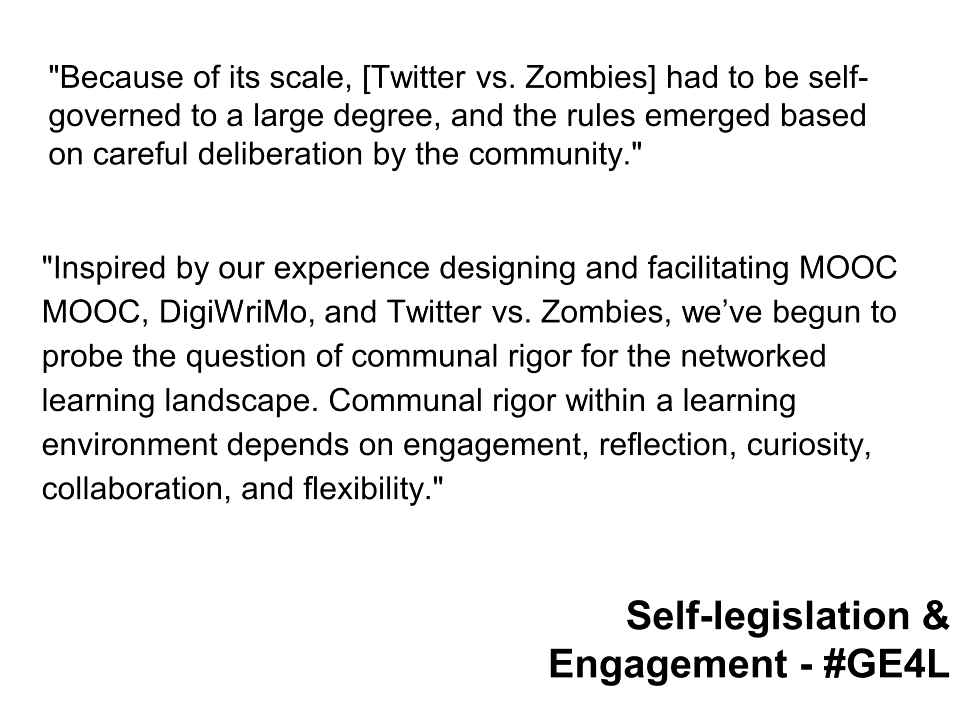 "Because of its scale, [Twitter vs. Zombies] had to be self-
governed to a large degree, and the rules emerged based
on careful deliberation by the community."
"Inspired by our experience designing and facilitating MOOC
MOOC, DigiWriMo, and Twitter vs. Zombies, we’ve begun to
probe the question of communal rigor for the networked
learning landscape. Communal rigor within a learning
environment depends on engagement, reflection, curiosity,
collaboration, and flexibility."
Self-legislation &
Engagement - #GE4L